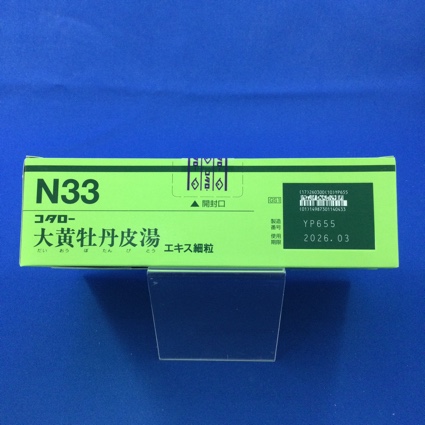 N33
コタロー
大黄牡丹皮湯
だいおうぼたんぴとう
エキス細粒
▲開封口
GS1
製造番号 YP655
使用期限 2026.03